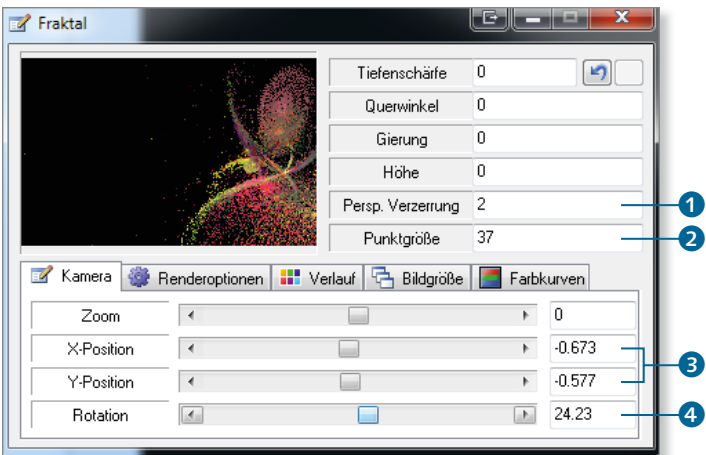 Fraktal
Tiefenschärfe 0
Querwinkel 0
Gierung 0
Höhe 0
Persp. Verzerrung 2 1
Punktgröße 37 2
Kamera Renderoptionen Verlauf Bildgröße Farbkurven
Zoom 0
X-Position -0.673
3
Y-Position -0.577
Rotation 24.23 4